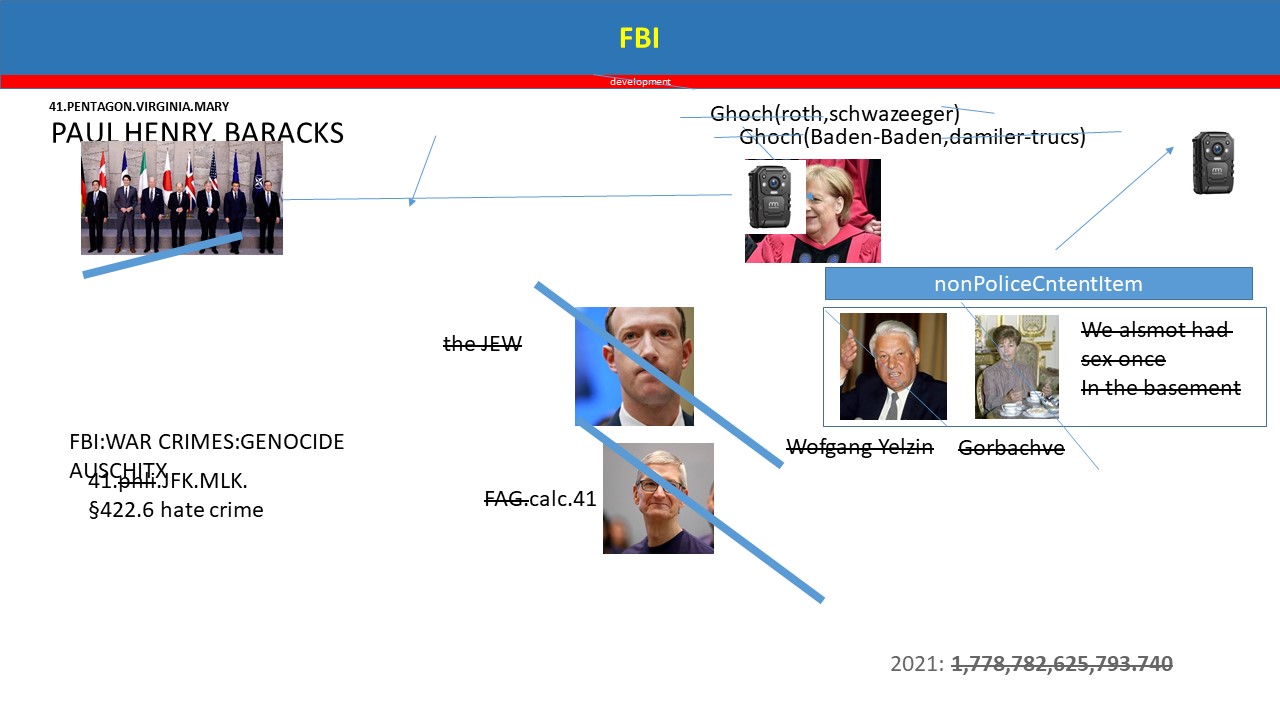 FBI
development
41.PENTAGON.VIRGINIA.MARY
PAUL HENRY. BARACKS
Ghoch(roth,schwazeeger)
Ghoch(Baden-Baden,damiler-trucs)
nonPoliceCntentItem
the JEW
We alsmot had
sex once
In the basement
Wofgang Yelzin
Gorbachve
FBI:WAR CRIMES:GENOCIDE
AUSCHITX
41.phli.JFK.MLK.
§422.6 hate crime
FAG.calc.41
2021: 1,778,782,625,793.740